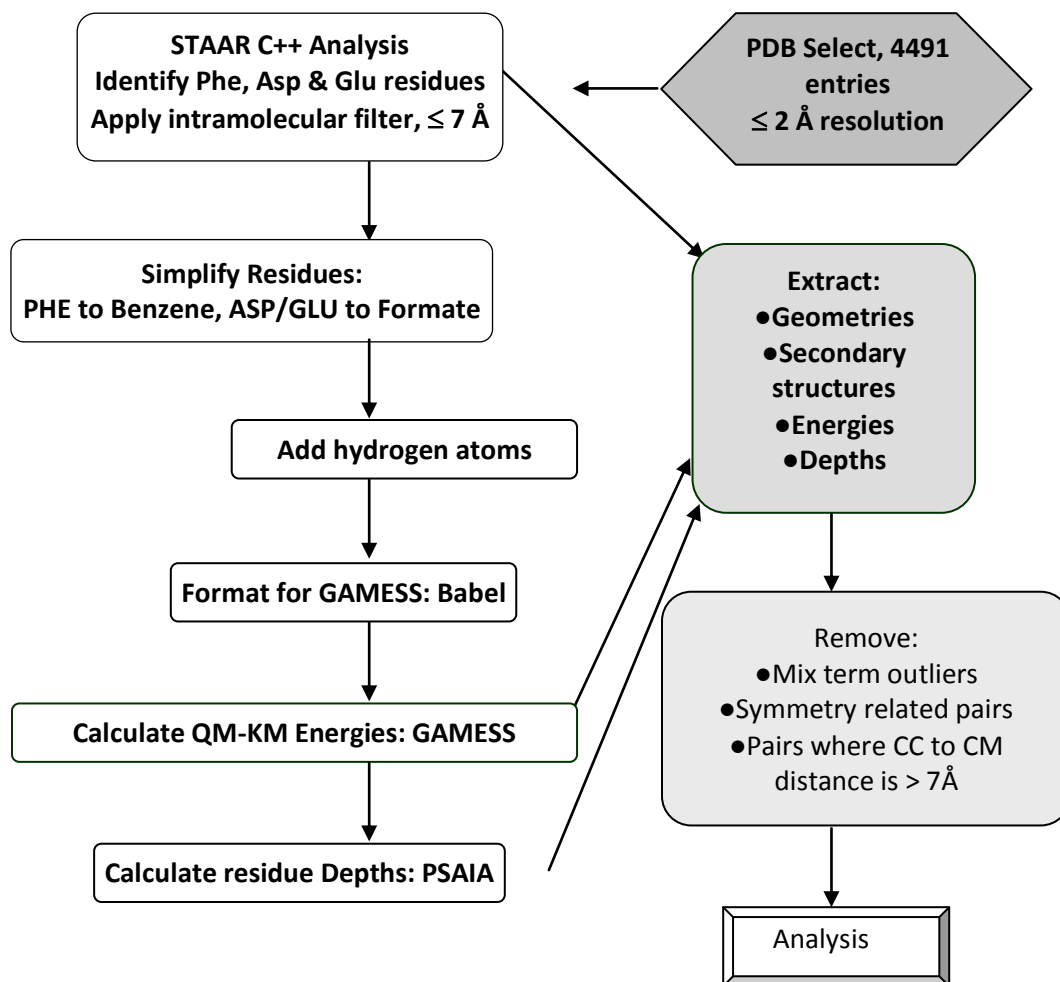 STAAR C++ Analysis
Identify Phe, Asp & Glu residues
Apply intramolecular filter, ≤ 7 Å
PDB Select, 4491
entries
≤ 2 Å resolution
Simplify Residues:
PHE to Benzene, ASP/GLU to Formate
Add hydrogen atoms
Format for GAMESS: Babel
Calculate QM-KM Energies: GAMESS
Calculate residue Depths: PSAIA
Extract:
●Geometries
●Secondary
structures
●Energies
●Depths
Remove:
●Mix term outliers
●Symmetry related pairs
●Pairs where CC to CM
distance is > 7Å
Analysis